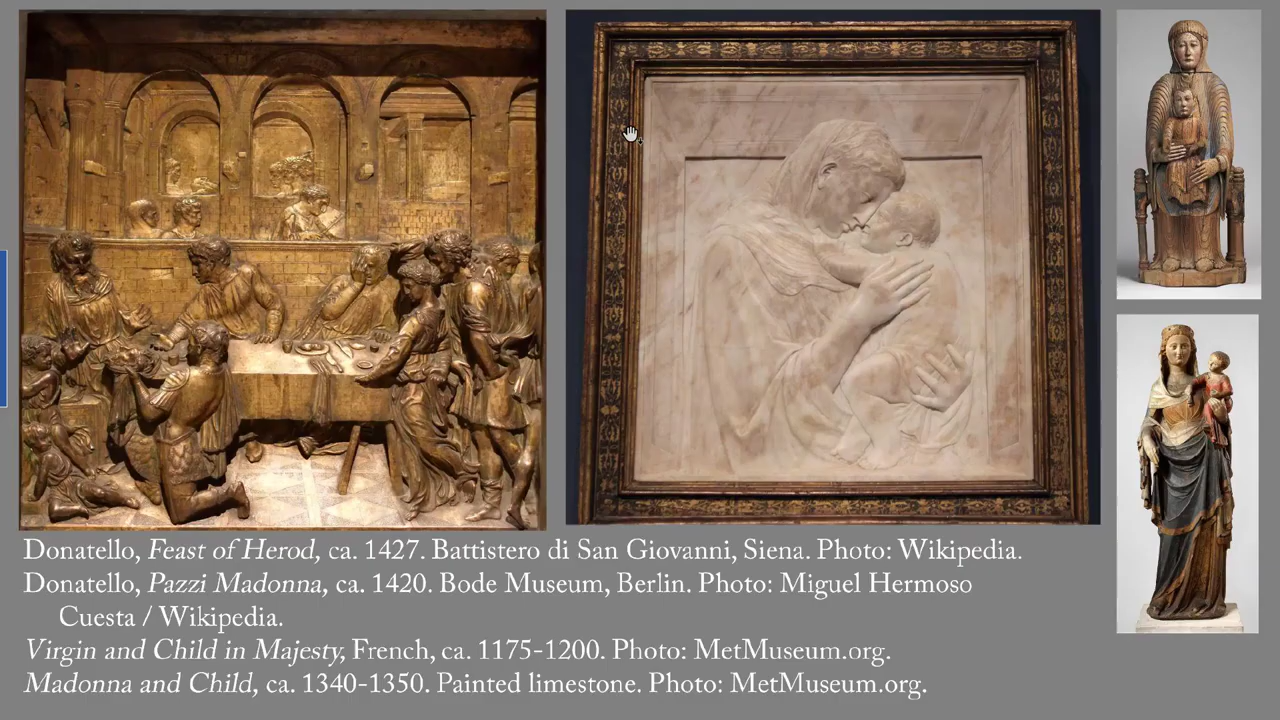 Donatello, Feast of Herod, ca. 1427. Battistero di San Giovanni, Siena. Photo: Wikipedia.
Donatello, Pazzi Madonna, ca. 1420. Bode Museum, Berlin. Photo: Miguel Hermoso
Cuesta / Wikipedia.
Virgin and Child in Majesty, French, ca. 1175-1200. Photo: MetMuseum.org.
Madonna and Child, ca. 1340-1350. Painted limestone. Photo: MetMuseum.org.